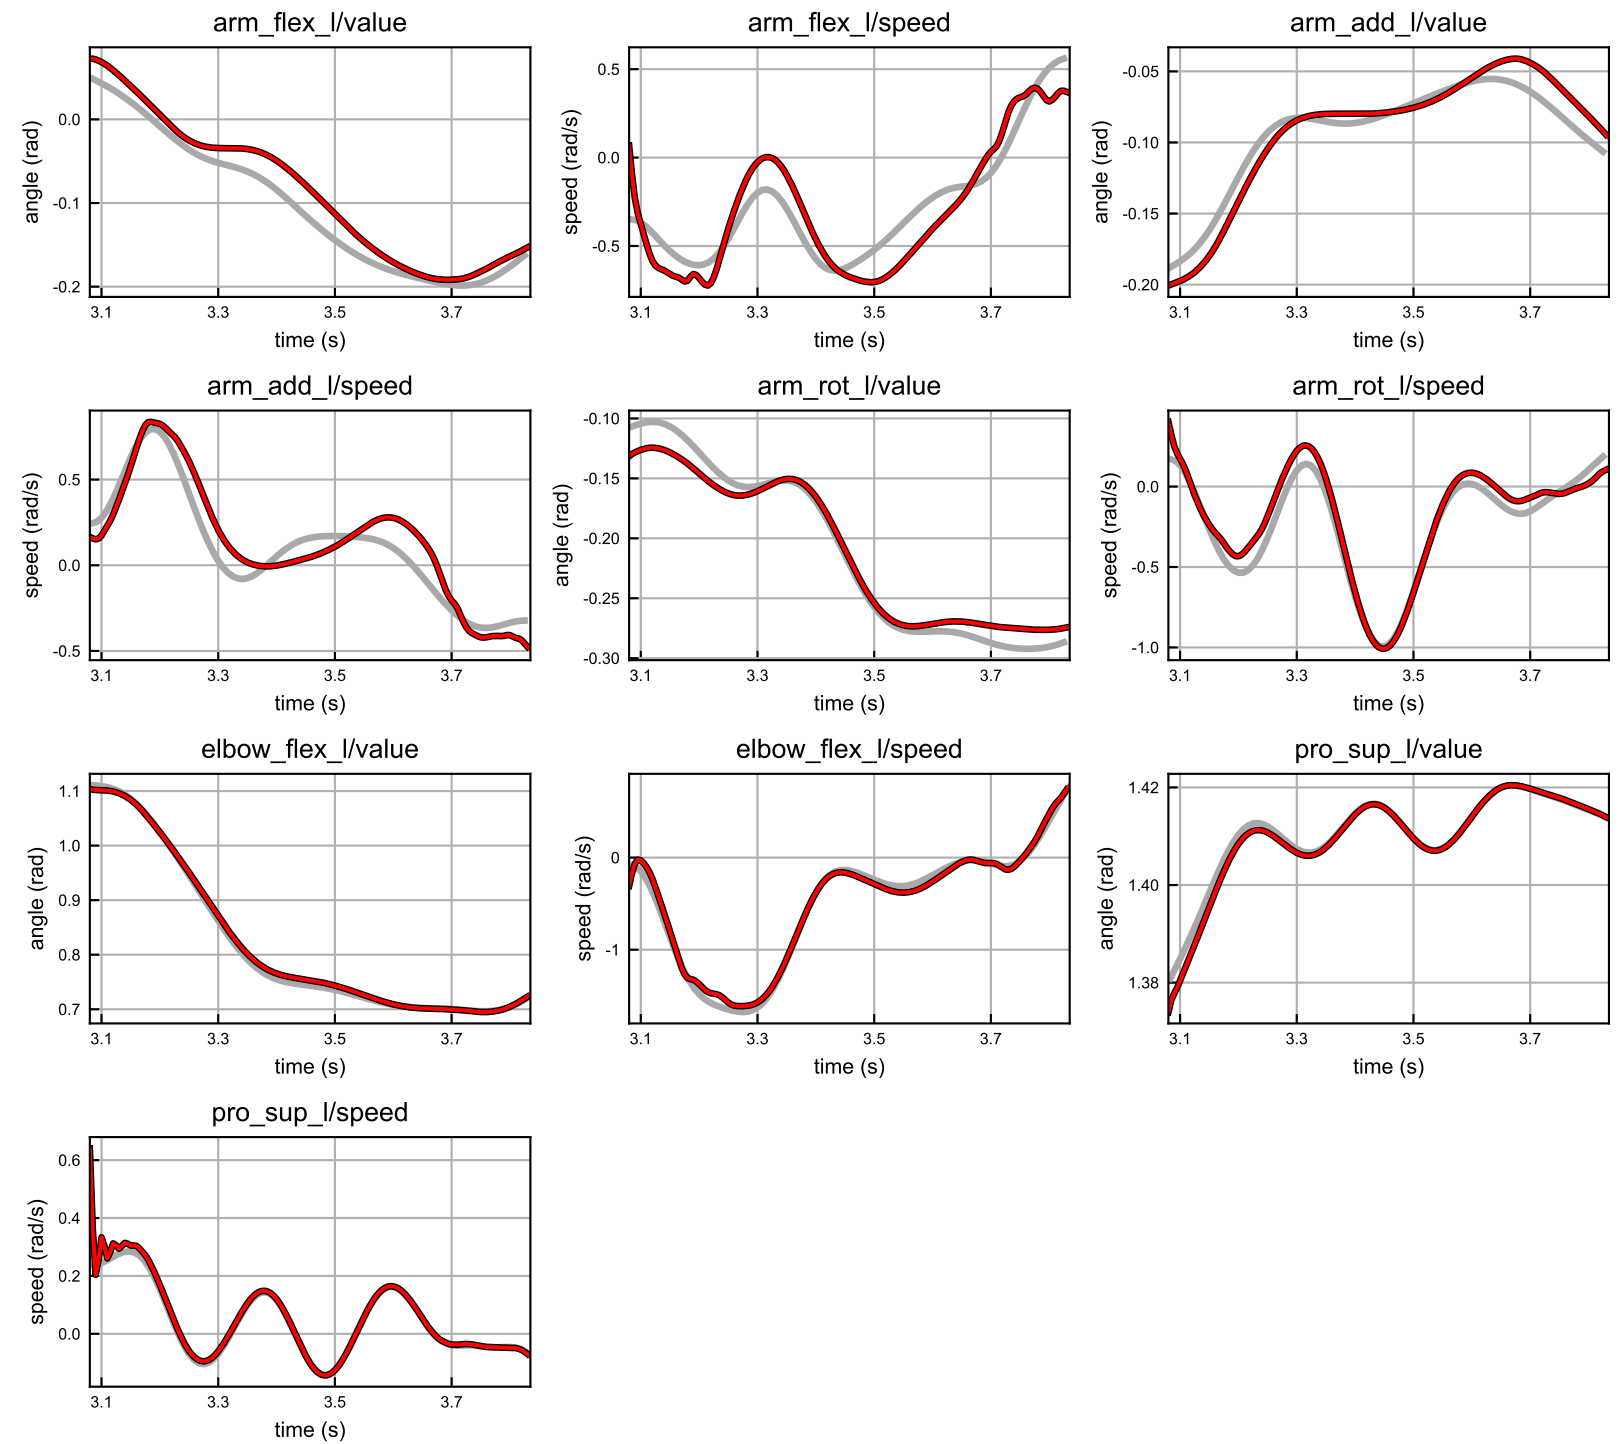 arm_flex_l/value
arm_flex_l/speed
arm_add_l/value
angle (rad)
0.0
-0.1
-0.2
3.1 3.3 3.5 3.7
time (s)
speed (rad/s)
0.5
0.0
-0.5
3.1 3.3 3.5 3.7
time (s)
angle (rad)
-0.05
-0.10
-0.15
-0.20
3.1 3.3 3.5 3.7
time (s)
arm_add_l/speed
arm_rot_l/value
arm_rot_l/speed
speed (rad/s)
0.5
0.0
-0.5
3.1 3.3 3.5 3.7
time (s)
angle (rad)
-0.10
-0.15
-0.20
-0.25
-0.30
3.1 3.3 3.5 3.7
time (s)
speed (rad/s)
0.0
-0.5
-1.0
3.1 3.3 3.5 3.7
time (s)
elbow_flex_l/value
elbow_flex_l/speed
pro_sup_l/value
angle (rad)
1.1
1.0
0.9
0.8
0.7
3.1 3.3 3.5 3.7
time (s)
speed (rad/s)
0
-1
3.1 3.3 3.5 3.7
time (s)
angle (rad)
1.42
1.40
1.38
3.1 3.3 3.5 3.7
time (s)
pro_sup_l/speed
speed (rad/s)
0.6
0.4
0.2
0.0
3.1 3.3 3.5 3.7
time (s)